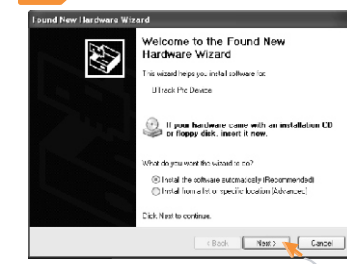 Found New Hardware Wizard
Welcome to the Found New
Hardware Wizard
This wizard helps you install software for:
Device
If your hardware came with an installation CD
or floppy disk, insert it now.
What do you want the wizard to do?
Install the software automatically (Recommended)
Install from a list or specific location (Advanced)
Click Next to continue.
< Back
Next >
Cancel